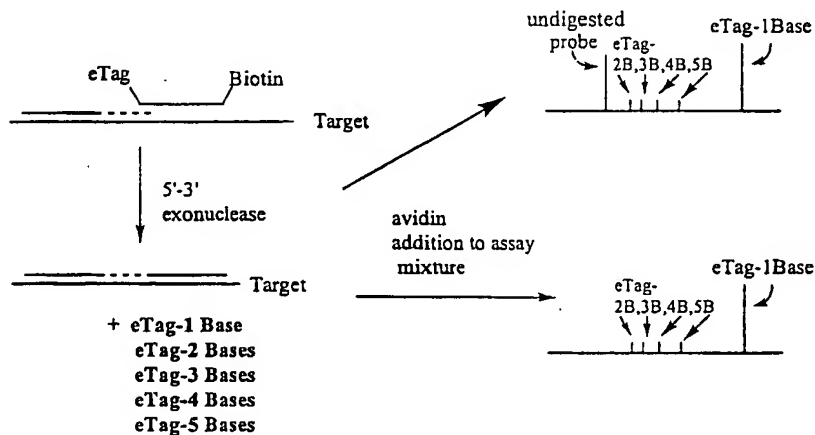 eTag
Biotin
Target
5'-3'
exonuclease
Target
+ eTag-1 Base
eTag-2 Bases
eTag-3 Bases
eTag-4 Bases
eTag-5 Bases
avidin
addition to assay
mixture
undigested
probe
eTag-
2B,3B,4B,5B
eTag-1Base
eTag-
2B,3B,4B,5B
eTag-1Base